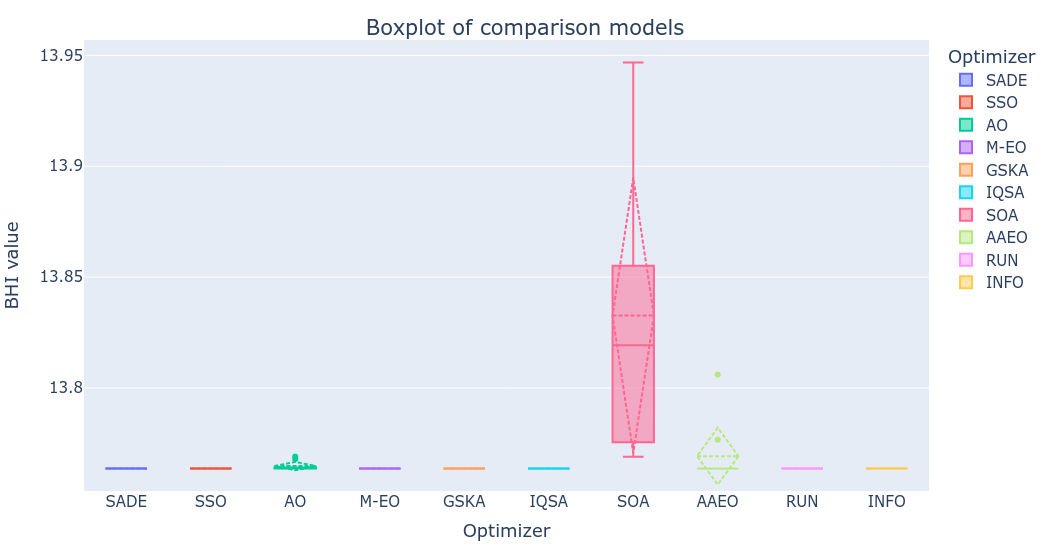 Boxplot of comparison models
BHI value
13.95
13.9
13.85
13.8
SADE
SSO
AO
M-EO
GSKA
IQSA
SOA
AAEO
RUN
INFO
Optimizer
Optimizer
SADE
SSO
AO
M-EO
GSKA
IQSA
SOA
AAEO
RUN
INFO